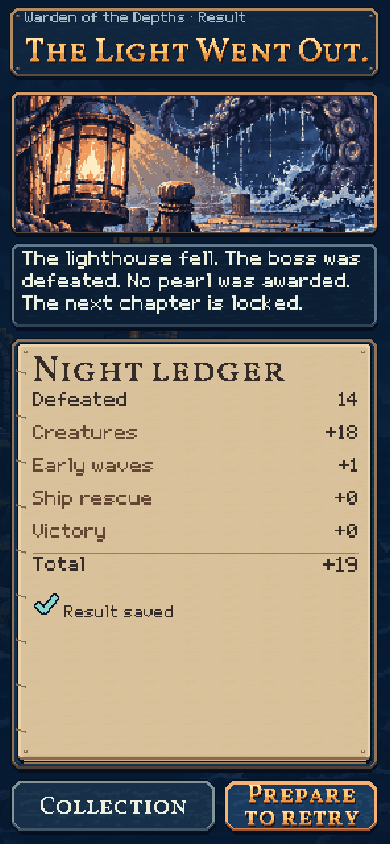 Warden of the Depths · Result
The Light Went Out.
The lighthouse fell. The boss was
defeated. No pearl was awarded.
The next chapter is locked.
Night ledger
Defeated 14
Creatures +18
Early waves +1
Ship rescue +0
Victory +0
Total +19
Result saved
Collection
Prepare
to retry